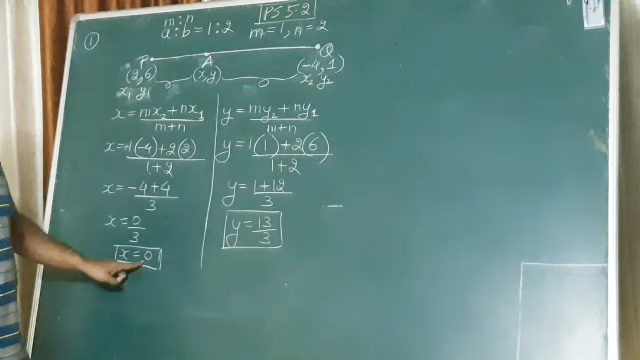 PS 5.2
① m:n
a:b = 1:2 m=1, n=2
P A Q
(2,6) (x,y) (-4,1)
x₁ y₁ x₂ y₂
x = mx₂+nx₁/m+n
x = 1(-4)+2(2)/1+2
x = -4+4/3
x = 0/3
x = 0
y = my₂+ny₁/m+n
y = 1(1)+2(6)/1+2
y = 1+12/3
y = 13/3